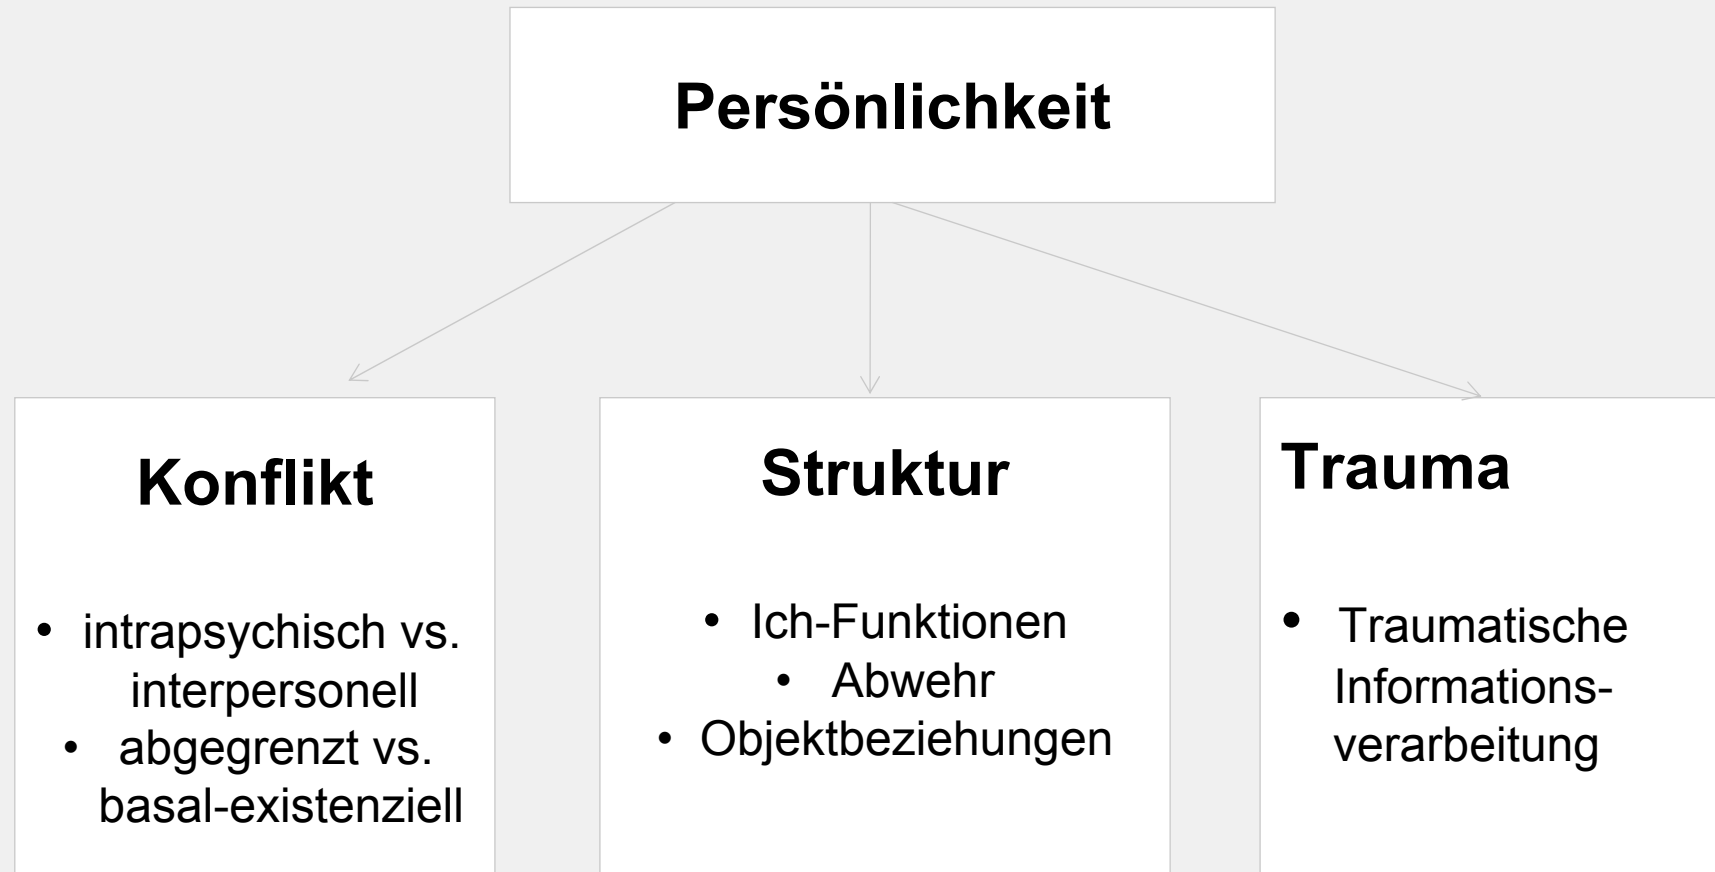 Persönlichkeit
Konflikt
• intrapsychisch vs.
interpersonell
• abgegrenzt vs.
basal-existenziell
Struktur
• Ich-Funktionen
• Abwehr
• Objektbeziehungen
Trauma
• Traumatische
Informations-
verarbeitung